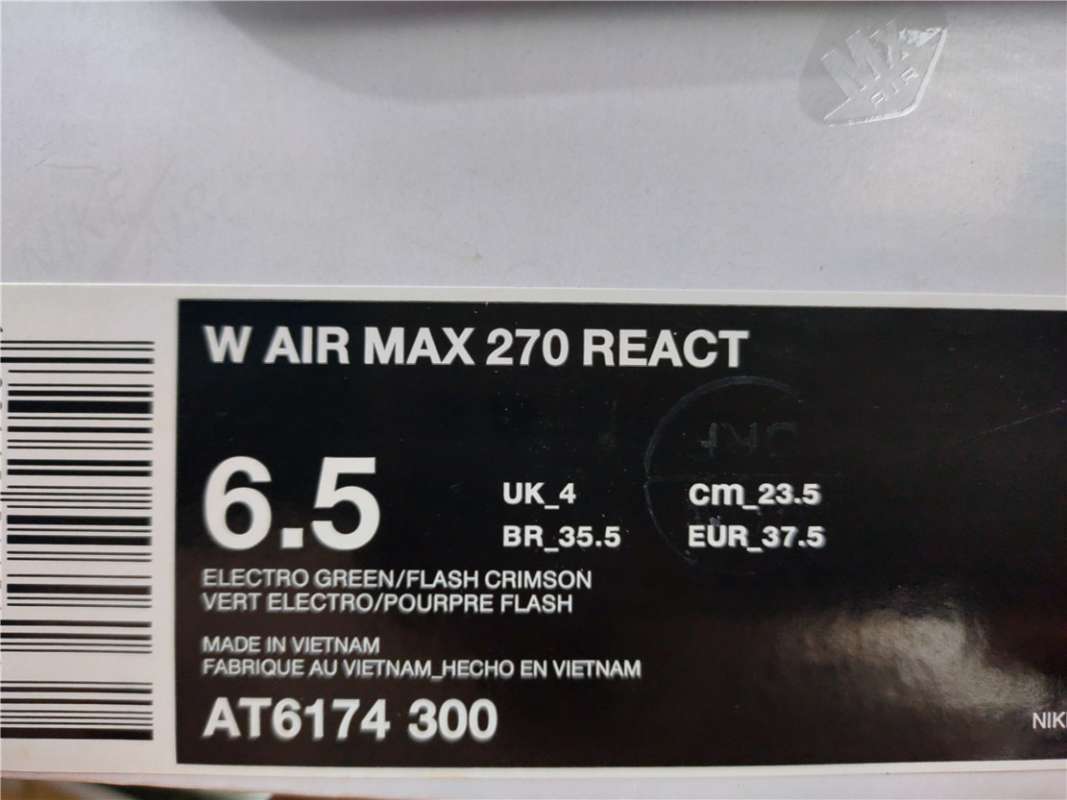 W AIR MAX 270 REACT
6.5
UK_4
cm_23.5
BR_35.5
EUR_37.5
ELECTRO GREEN/FLASH CRIMSON
VERT ELECTRO/POURPRE FLASH
MADE IN VIETNAM
FABRIQUE AU VIETNAM_HECHO EN VIETNAM
AT6174 300